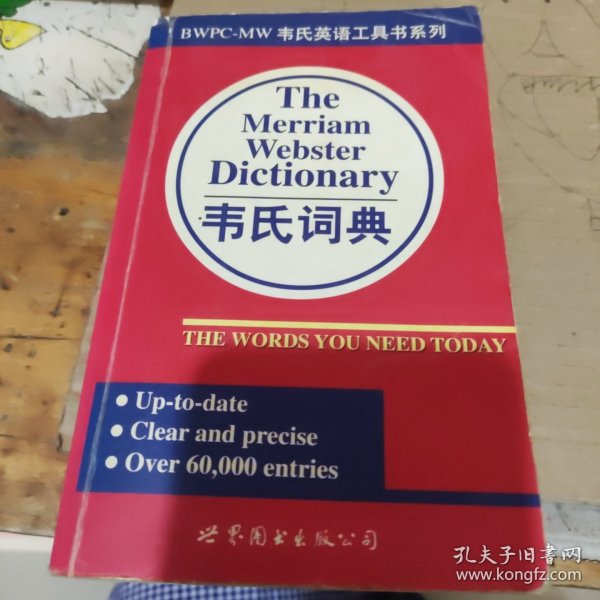 BWPC-MW 韦氏英语工具书系列
The
Merriam
Webster
Dictionary
韦氏词典
THE WORDS YOU NEED TODAY
● Up-to-date
● Clear and precise
● Over 60,000 entries
世界图书出版公司
孔夫子旧书网
www.kongfz.com